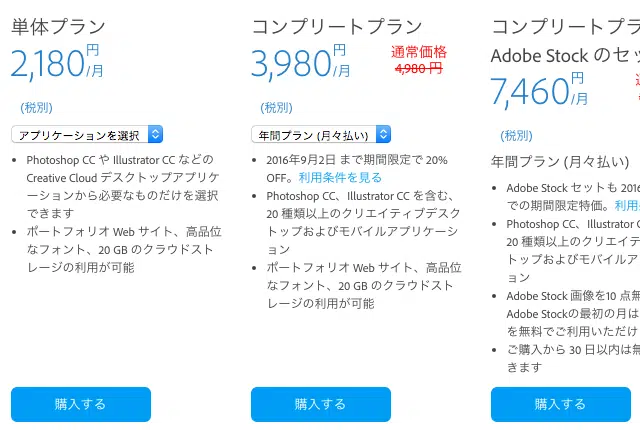 単体プラン
2,180円/月
(税別)
アプリケーションを選択
• Photoshop CC や Illustrator CC などの
Creative Cloud デスクトップアプリケ
ーションから必要なものだけを選択
できます
• ポートフォリオ Web サイト、高品位
なフォント、20 GB のクラウドスト
レージの利用が可能
購入する
コンプリートプラン
3,980円/月
通常価格
4,980 円
(税別)
年間プラン (月々払い)
• 2016年9月2日 まで期間限定で 20%
OFF。利用条件を見る
• Photoshop CC、Illustrator CC を含む、
20 種類以上のクリエイティブデスク
トップおよびモバイルアプリケーシ
ョン
• ポートフォリオ Web サイト、高品位
なフォント、20 GB のクラウドスト
レージの利用が可能
購入する
コンプリートプ
Adobe Stock のセッ
7,460円/月
(税別)
年間プラン (月々払い)
• Adobe Stock セットも 2016
での期間限定特価。利用
• Photoshop CC、Illustrator
20 種類以上のクリエイテ
トップおよびモバイルア
ョン
• Adobe Stock 画像を10 点無
Adobe Stockの最初の月は
を無料でご利用いただけ
• ご購入から 30 日以内は無
きます
購入する